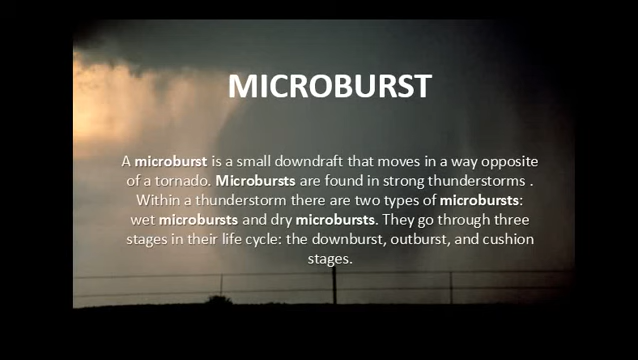 MICROBURST
A microburst is a small downdraft that moves in a way opposite
of a tornado. Microbursts are found in strong thunderstorms .
Within a thunderstorm there are two types of microbursts:
wet microbursts and dry microbursts. They go through three
stages in their life cycle: the downburst, outburst, and cushion
stages.